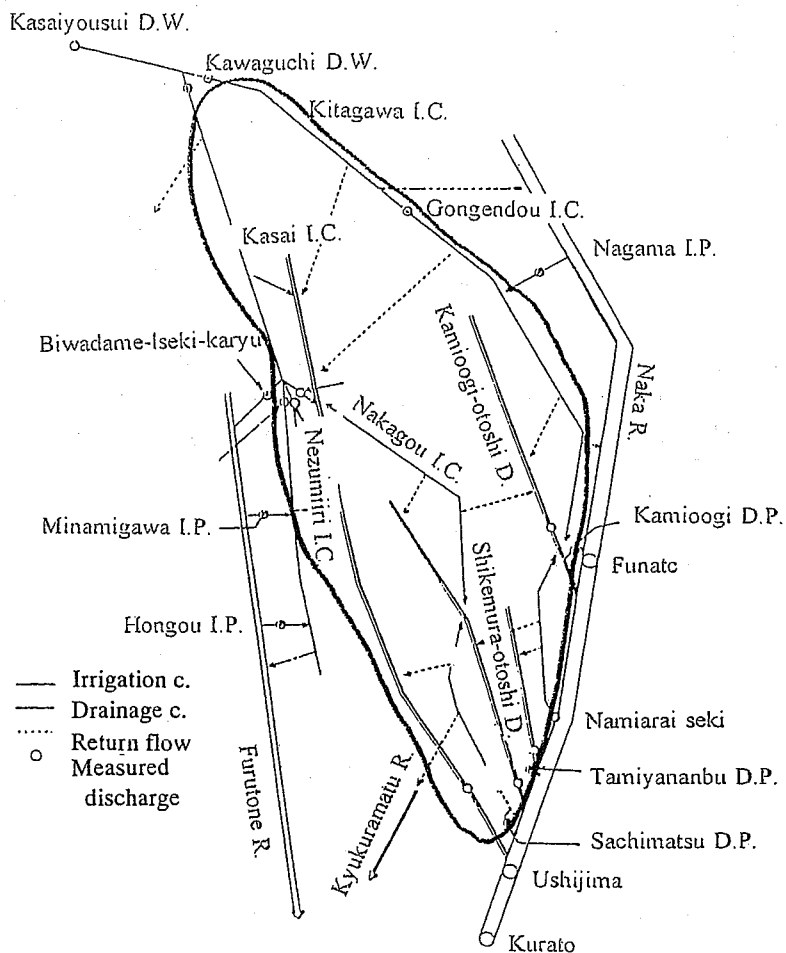 Kasaiyousui D.W.
Kawaguchi D.W.
Kitagawa I.C.
Gongendou I.C.
Kasai I.C.
Nagama I.P.
Biwadame-Iseki-karyu
Kamioogi-otoshi D.
Naka R.
Nakagou I.C.
Nezumiiri I.C.
Minamigawa I.P.
Kamioogi D.P.
Funato
Shikemura-otoshi D.
Hongou I.P.
Irrigation c.
Drainage c.
Return flow
Measured
discharge
Furutone R.
Kyukuramatu R.
Namiarai seki
Tamiyananbu D.P.
Sachimatsu D.P.
Ushijima
Kurato